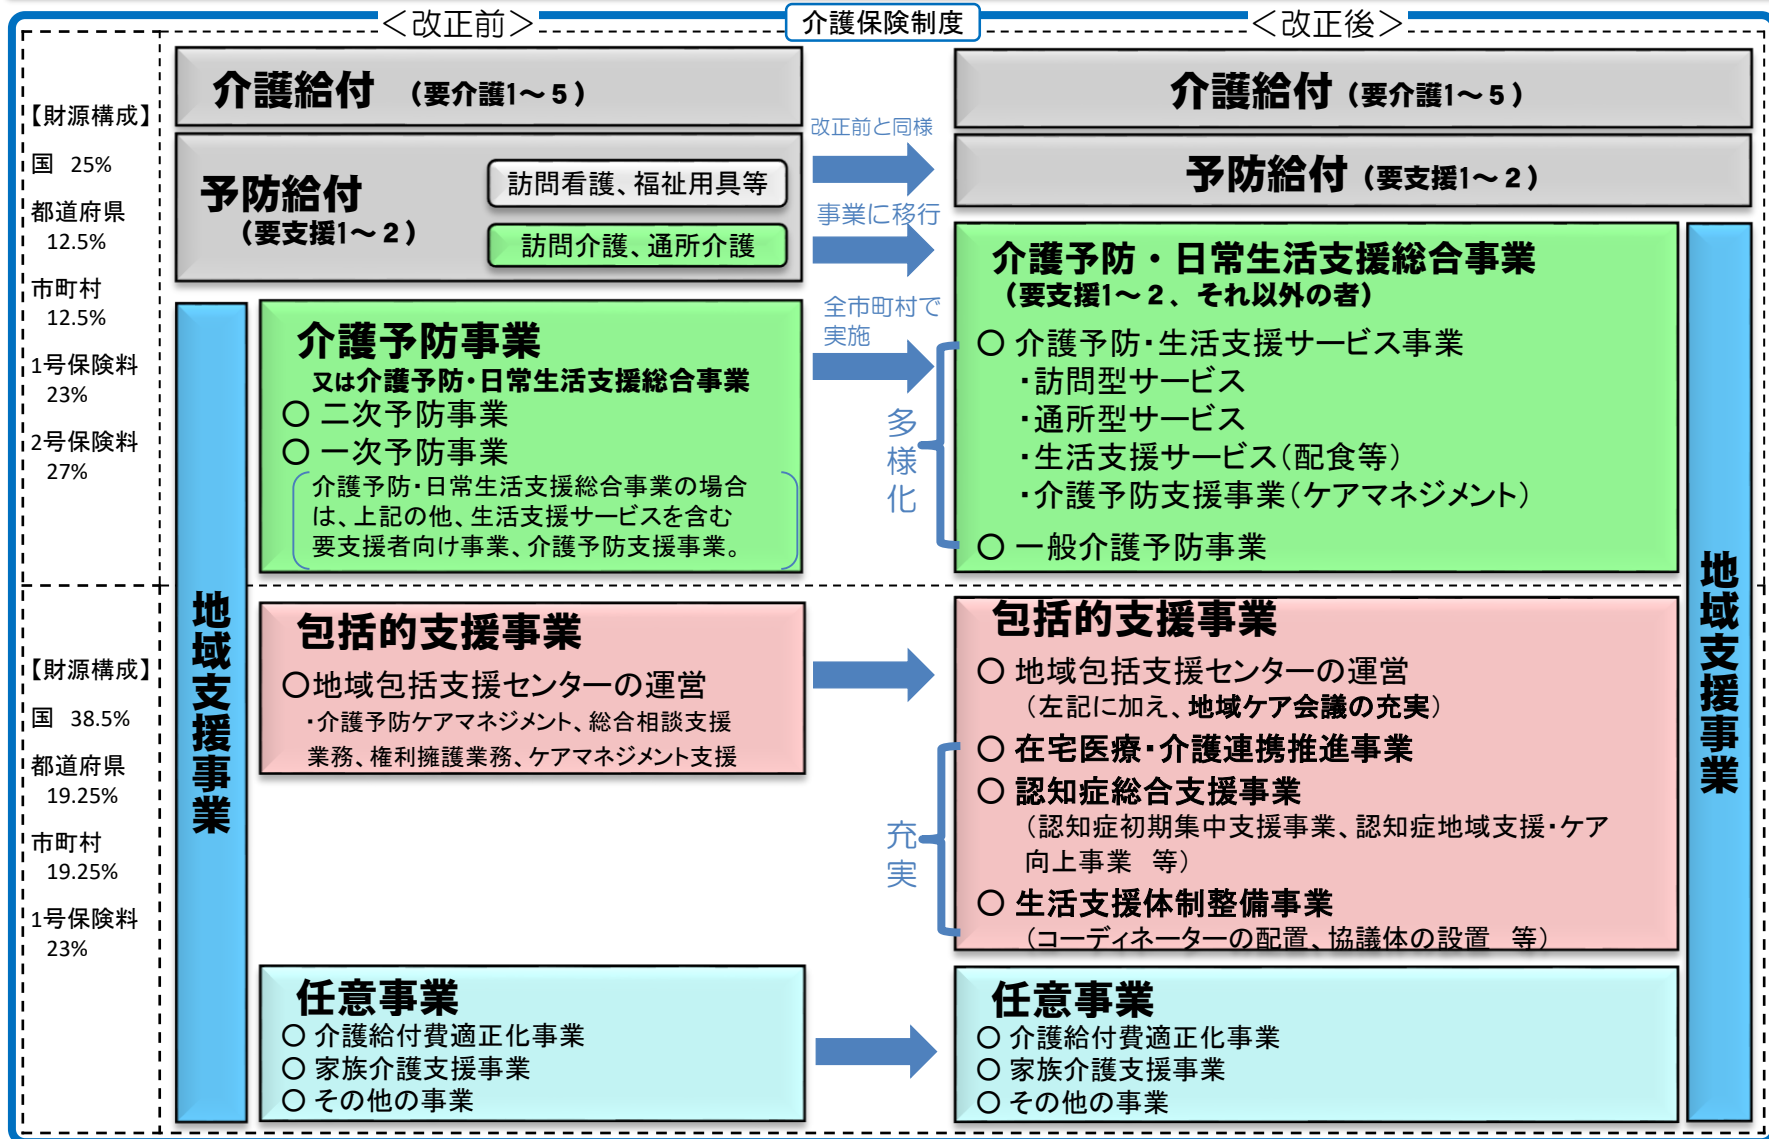 ＜改正前＞
介護保険制度
＜改正後＞
【財源構成】
国 25%
都道府県
12.5%
市町村
12.5%
1号保険料
23%
2号保険料
27%
【財源構成】
国 38.5%
都道府県
19.25%
市町村
19.25%
1号保険料
23%
介護給付 （要介護1～５）
予防給付
（要支援1～２）
訪問看護、福祉用具等
訪問介護、通所介護
地域支援事業
介護予防事業
又は介護予防・日常生活支援総合事業
○ 二次予防事業
○ 一次予防事業
介護予防・日常生活支援総合事業の場合
は、上記の他、生活支援サービスを含む
要支援者向け事業、介護予防支援事業。
包括的支援事業
○地域包括支援センターの運営
・介護予防ケアマネジメント、総合相談支援
業務、権利擁護業務、ケアマネジメント支援
任意事業
○ 介護給付費適正化事業
○ 家族介護支援事業
○ その他の事業
改正前と同様
事業に移行
全市町村で
実施
多様化
充実
介護給付（要介護1～５）
予防給付（要支援1～２）
介護予防・日常生活支援総合事業
（要支援1～２、それ以外の者）
○ 介護予防・生活支援サービス事業
・訪問型サービス
・通所型サービス
・生活支援サービス（配食等）
・介護予防支援事業（ケアマネジメント）
○ 一般介護予防事業
包括的支援事業
○ 地域包括支援センターの運営
（左記に加え、地域ケア会議の充実）
○ 在宅医療・介護連携推進事業
○ 認知症総合支援事業
（認知症初期集中支援事業、認知症地域支援・ケア
向上事業 等）
○ 生活支援体制整備事業
（コーディネーターの配置、協議体の設置 等）
任意事業
○ 介護給付費適正化事業
○ 家族介護支援事業
○ その他の事業
地域支援事業